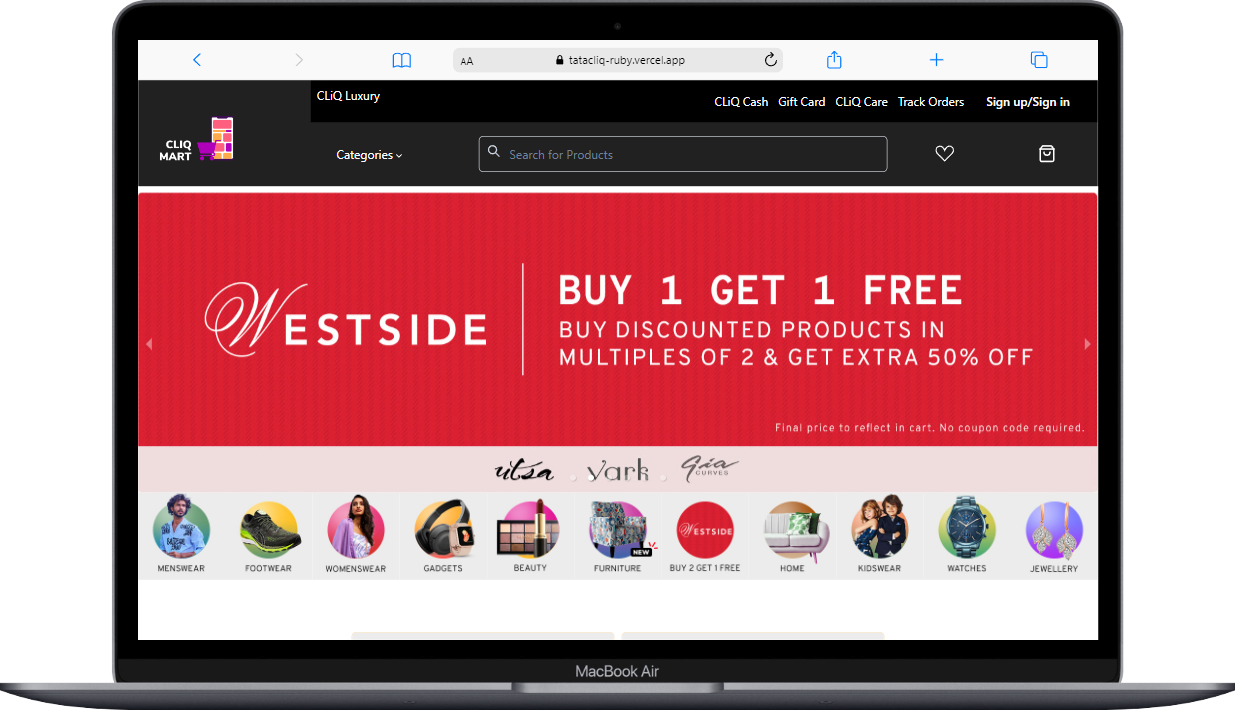 AA
tatacliq-ruby.vercel.app
CLiQ Luxury
CLiQ Cash Gift Card CLiQ Care Track Orders Sign up/Sign in
CLIQ
MART
Categories
Search for Products
WESTSIDE
BUY 1 GET 1 FREE
BUY DISCOUNTED PRODUCTS IN
MULTIPLES OF 2 & GET EXTRA 50% OFF
Final price to reflect in cart. No coupon code required.
utsa
vark
Gia
CURVES
WESTSIDE
NEW
MENSWEAR FOOTWEAR WOMENSWEAR GADGETS BEAUTY FURNITURE BUY 2 GET 1 FREE HOME KIDSWEAR WATCHES JEWELLERY
MacBook Air